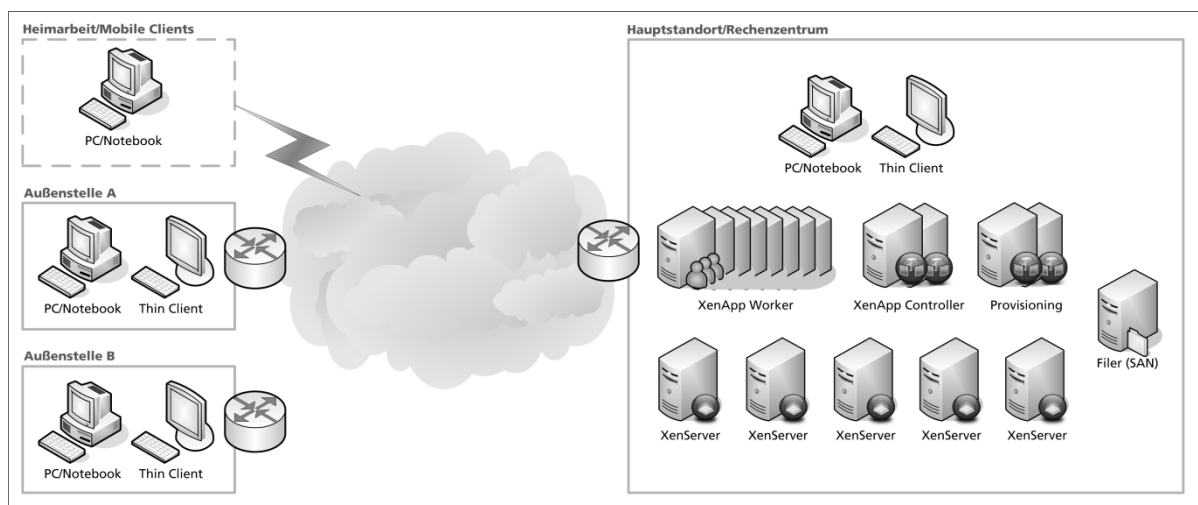 Heimarbeit/Mobile Clients
PC/Notebook
Außenstelle A
PC/Notebook
Thin Client
Außenstelle B
PC/Notebook
Thin Client
Hauptstandort/Rechenzentrum
PC/Notebook
Thin Client
XenApp Worker
XenApp Controller
Provisioning
Filer (SAN)
XenServer
XenServer
XenServer
XenServer
XenServer